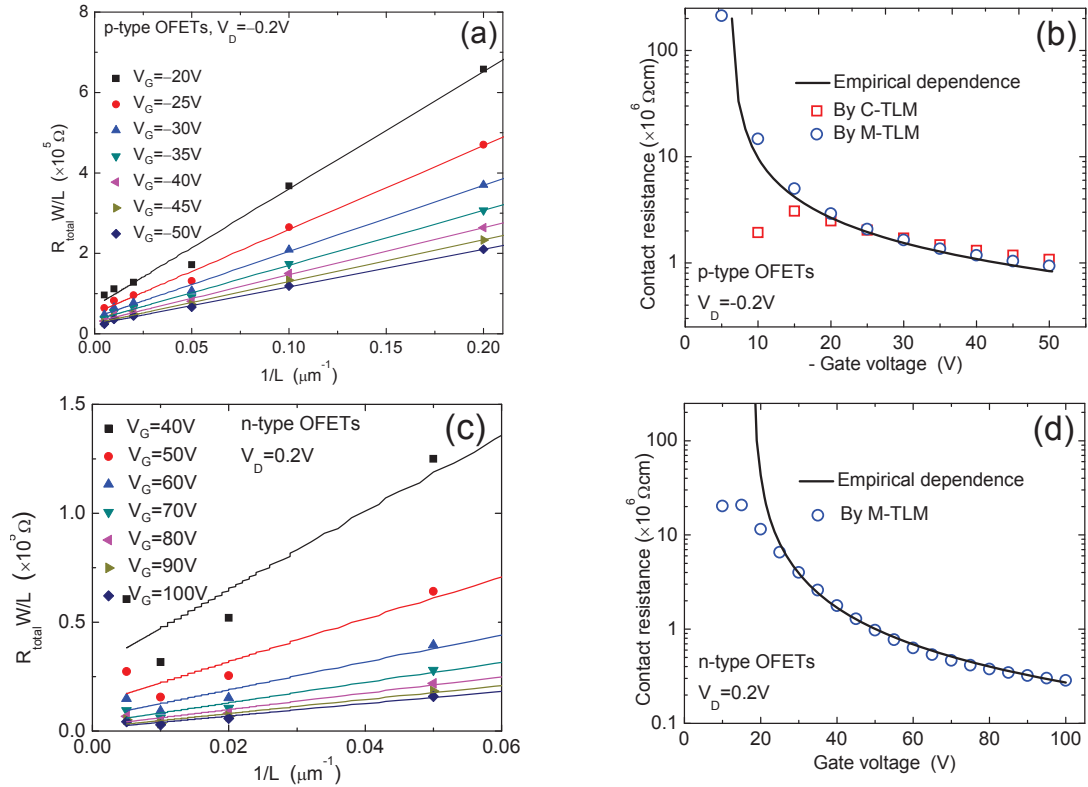 p-type OFETs, V_D=−0.2V
(a)
V_G=−20V
V_G=−25V
V_G=−30V
V_G=−35V
V_G=−40V
V_G=−45V
V_G=−50V
R_total W/L (×10^5 Ω)
8
6
4
2
0
0.00 0.05 0.10 0.15 0.20
1/L (μm^-1)
(b)
Empirical dependence
By C-TLM
By M-TLM
Contact resistance (×10^6 Ωcm)
100
10
1
p-type OFETs
V_D=-0.2V
0 10 20 30 40 50
- Gate voltage (V)
(c)
n-type OFETs
V_D=0.2V
V_G=40V
V_G=50V
V_G=60V
V_G=70V
V_G=80V
V_G=90V
V_G=100V
R_total W/L (×10^5 Ω)
1.5
1.0
0.5
0.0
0.00 0.02 0.04 0.06
1/L (μm^-1)
(d)
Empirical dependence
By M-TLM
Contact resistance (×10^6 Ωcm)
100
10
1
0.1
n-type OFETs
V_D=0.2V
0 20 40 60 80 100
Gate voltage (V)